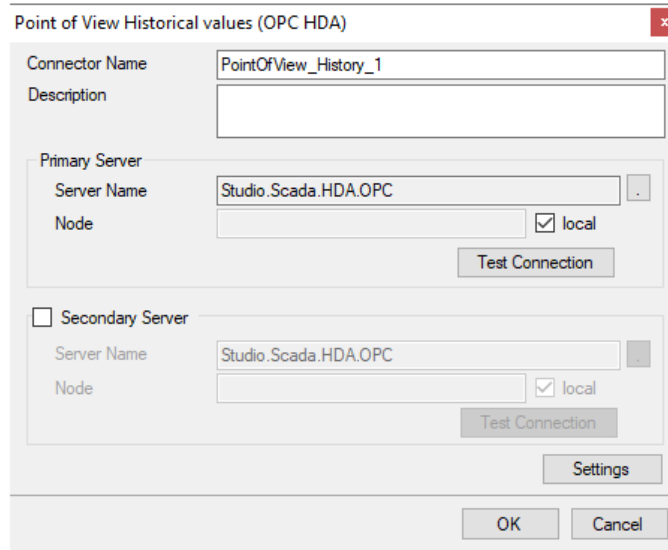 Point of View Historical values (OPC HDA)
x
Connector Name PointOfView_History_1
Description
Primary Server
Server Name Studio.Scada.HDA.OPC .
Node local
Test Connection
Secondary Server
Server Name Studio.Scada.HDA.OPC .
Node local
Test Connection
Settings
OK Cancel